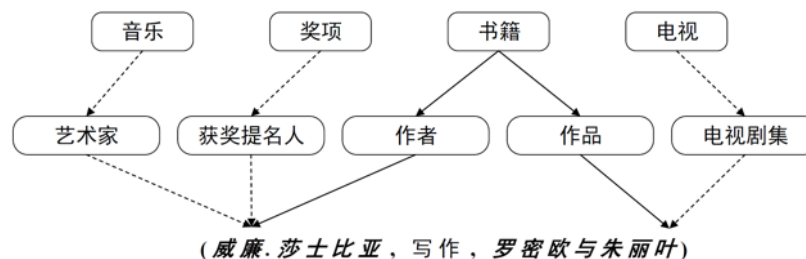 音乐 奖项 书籍 电视
艺术家 获奖提名人 作者 作品 电视剧集
(威廉.莎士比亚, 写作, 罗密欧与朱丽叶)